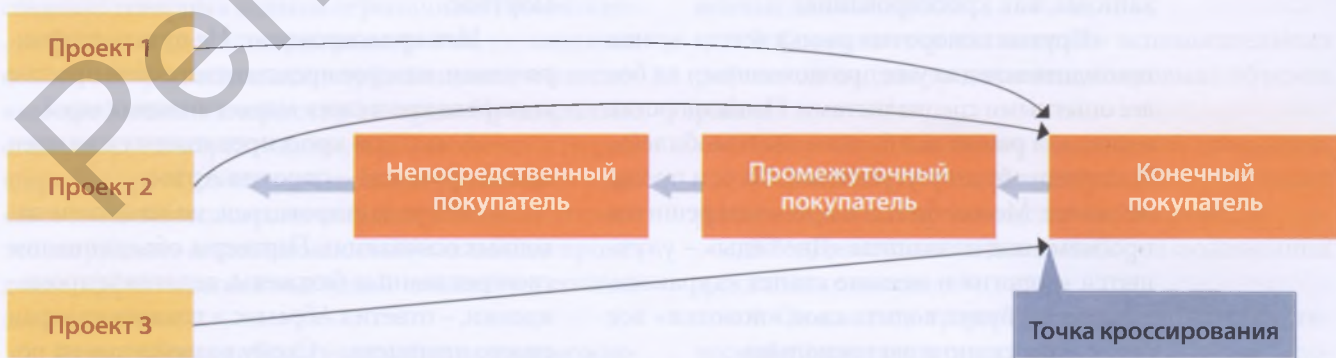 Проект 1
Проект 2
Непосредственный
покупатель
Промежуточный
покупатель
Конечный
покупатель
Проект 3
Точка кроссирования